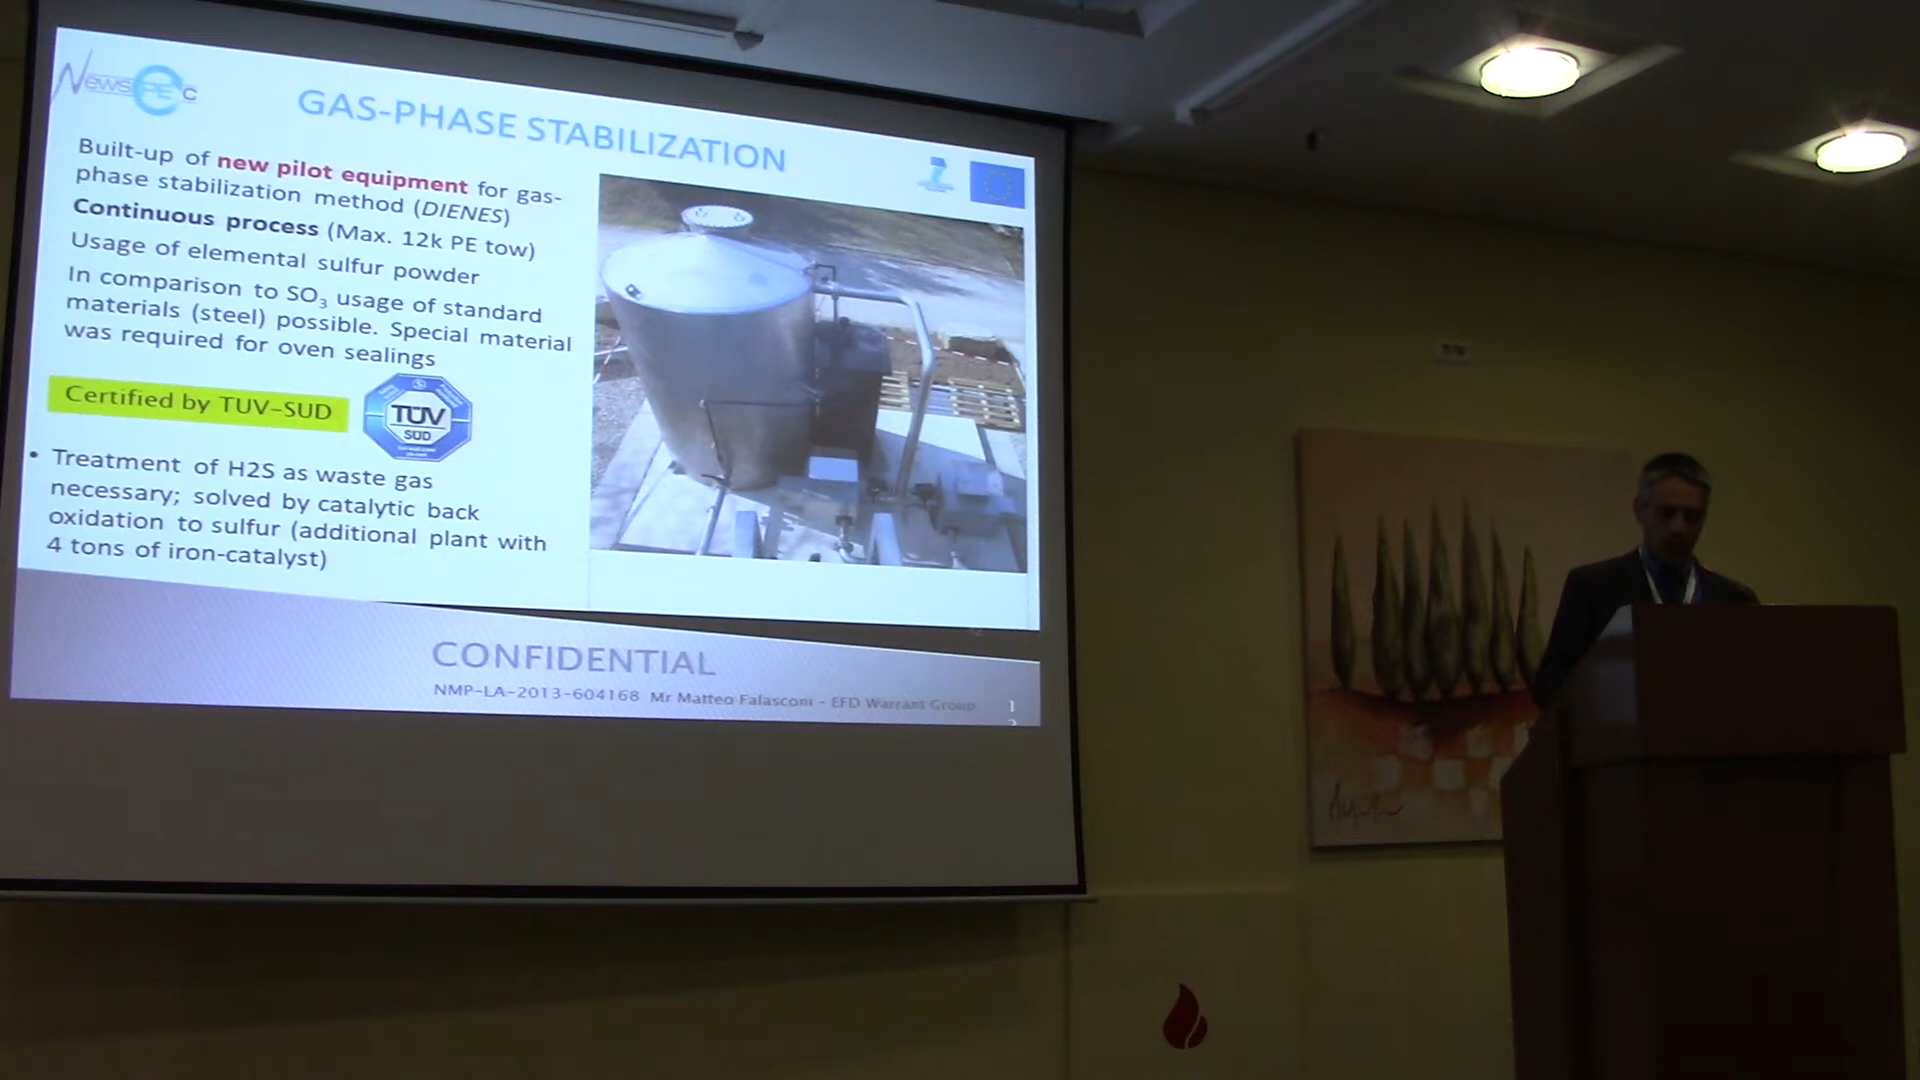 NewsPEc
GAS-PHASE STABILIZATION
Built-up of new pilot equipment for gas-
phase stabilization method (DIENES)
Continuous process (Max. 12k PE tow)
Usage of elemental sulfur powder
In comparison to SO3 usage of standard
materials (steel) possible. Special material
was required for oven sealings
Certified by TUV-SUD
TÜV
SÜD
• Treatment of H2S as waste gas
necessary; solved by catalytic back
oxidation to sulfur (additional plant with
4 tons of iron-catalyst)
CONFIDENTIAL
NMP-LA-2013-604168 Mr Matteo Falasconi - EFD Warrant Group
1